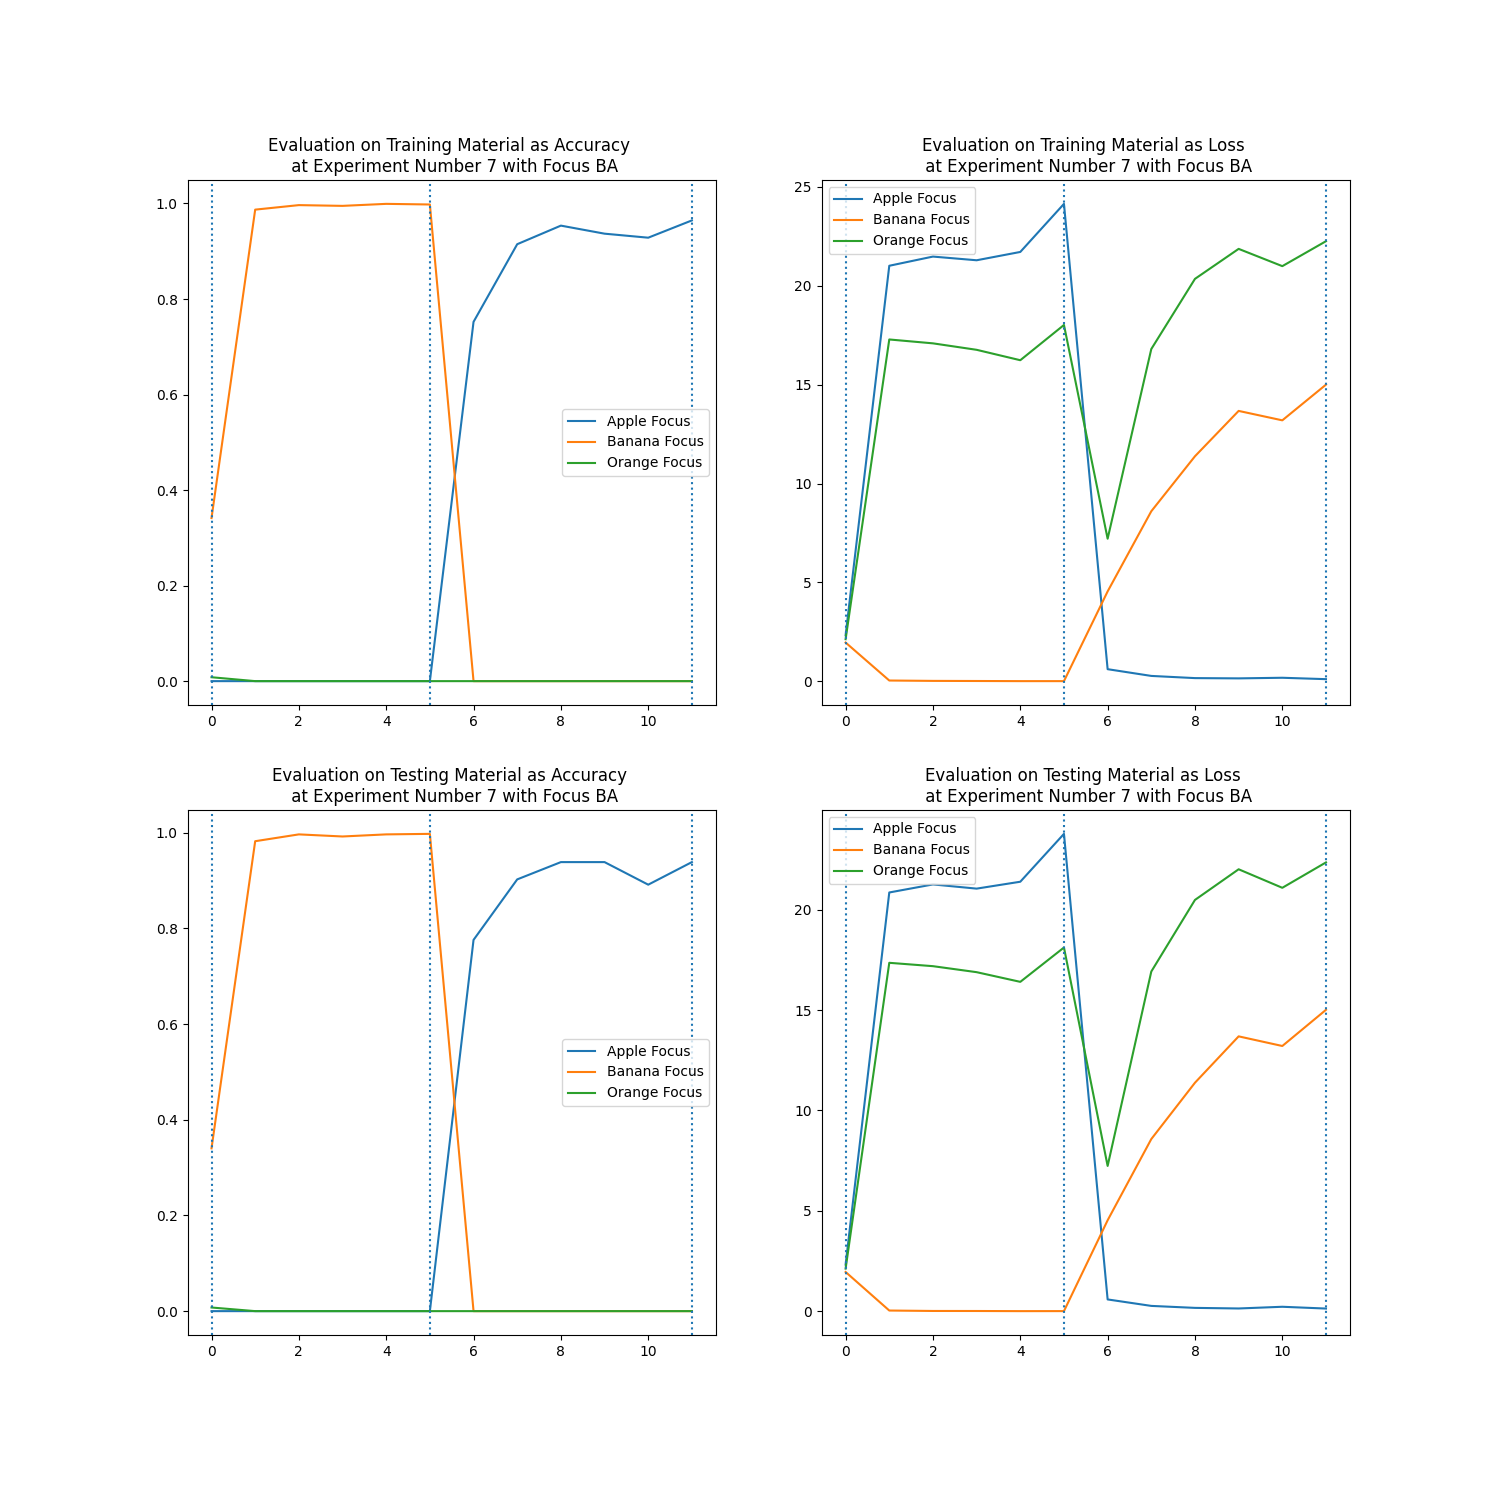 Evaluation on Training Material as Accuracy
at Experiment Number 7 with Focus BA
1.0
0.8
0.6
0.4
0.2
0.0
Apple Focus
Banana Focus
Orange Focus
0 2 4 6 8 10
Evaluation on Training Material as Loss
at Experiment Number 7 with Focus BA
25
20
15
10
5
0
Apple Focus
Banana Focus
Orange Focus
0 2 4 6 8 10
Evaluation on Testing Material as Accuracy
at Experiment Number 7 with Focus BA
1.0
0.8
0.6
0.4
0.2
0.0
Apple Focus
Banana Focus
Orange Focus
0 2 4 6 8 10
Evaluation on Testing Material as Loss
at Experiment Number 7 with Focus BA
20
15
10
5
0
Apple Focus
Banana Focus
Orange Focus
0 2 4 6 8 10